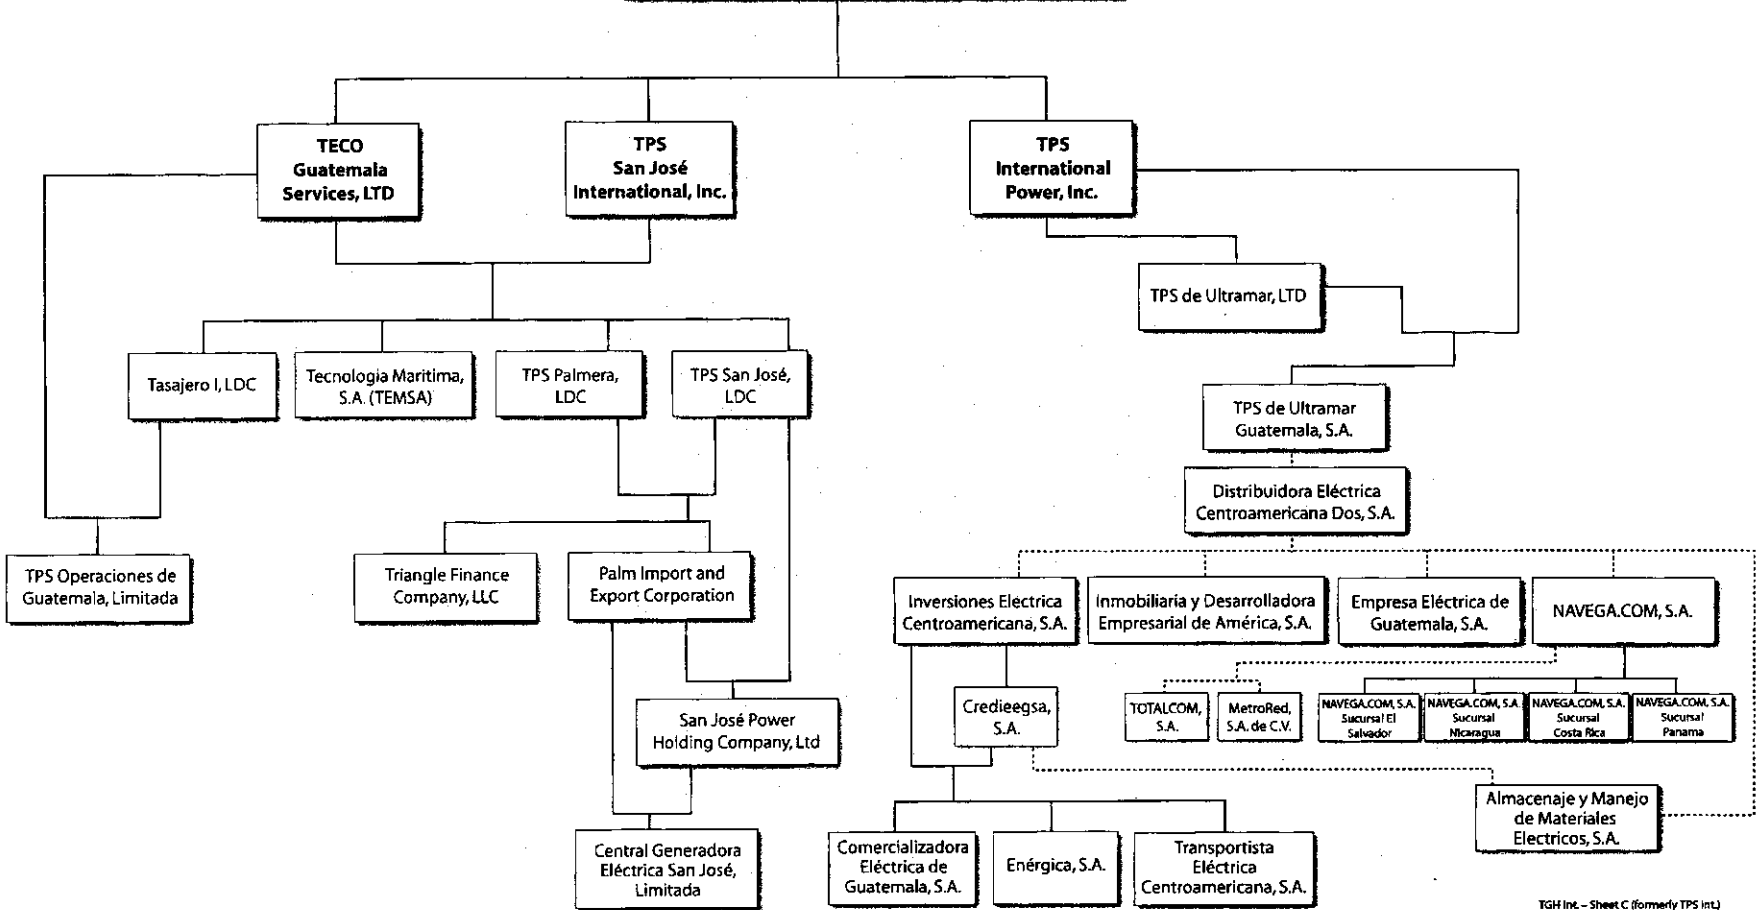 TECO
Guatemala
Services, LTD
TPS
San José
International, Inc.
TPS
International
Power, Inc.
TPS de Ultramar, LTD
Tasajero I, LDC
Tecnologia Maritima,
S.A. (TEMSA)
TPS Palmera,
LDC
TPS San José,
LDC
TPS de Ultramar
Guatemala, S.A.
Distribuidora Eléctrica
Centroamericana Dos, S.A.
TPS Operaciones de
Guatemala, Limitada
Triangle Finance
Company, LLC
Palm Import and
Export Corporation
Inversiones Electrica
Centroamericana, S.A.
Inmobiliaria y Desarrolladora
Empresarial de América, S.A.
Empresa Eléctrica de
Guatemala, S.A.
NAVEGA.COM, S.A.
San José Power
Holding Company, Ltd
Credieegsa,
S.A.
TOTALCOM,
S.A.
MetroRed,
S.A. de C.V.
NAVEGA.COM, S.A.
Sucursal El
Salvador
NAVEGA.COM, S.A.
Sucursal
Nicaragua
NAVEGA.COM, S.A.
Sucursal
Costa Rica
NAVEGA.COM, S.A.
Sucursal
Panama
Almacenaje y Manejo
de Materiales
Electricos, S.A.
Central Generadora
Eléctrica San José,
Limitada
Comercializadora
Eléctrica de
Guatemala, S.A.
Enérgica, S.A.
Transportista
Eléctrica
Centroamericana, S.A.
TGH Int. – Sheet C (formerly TPS Int.)